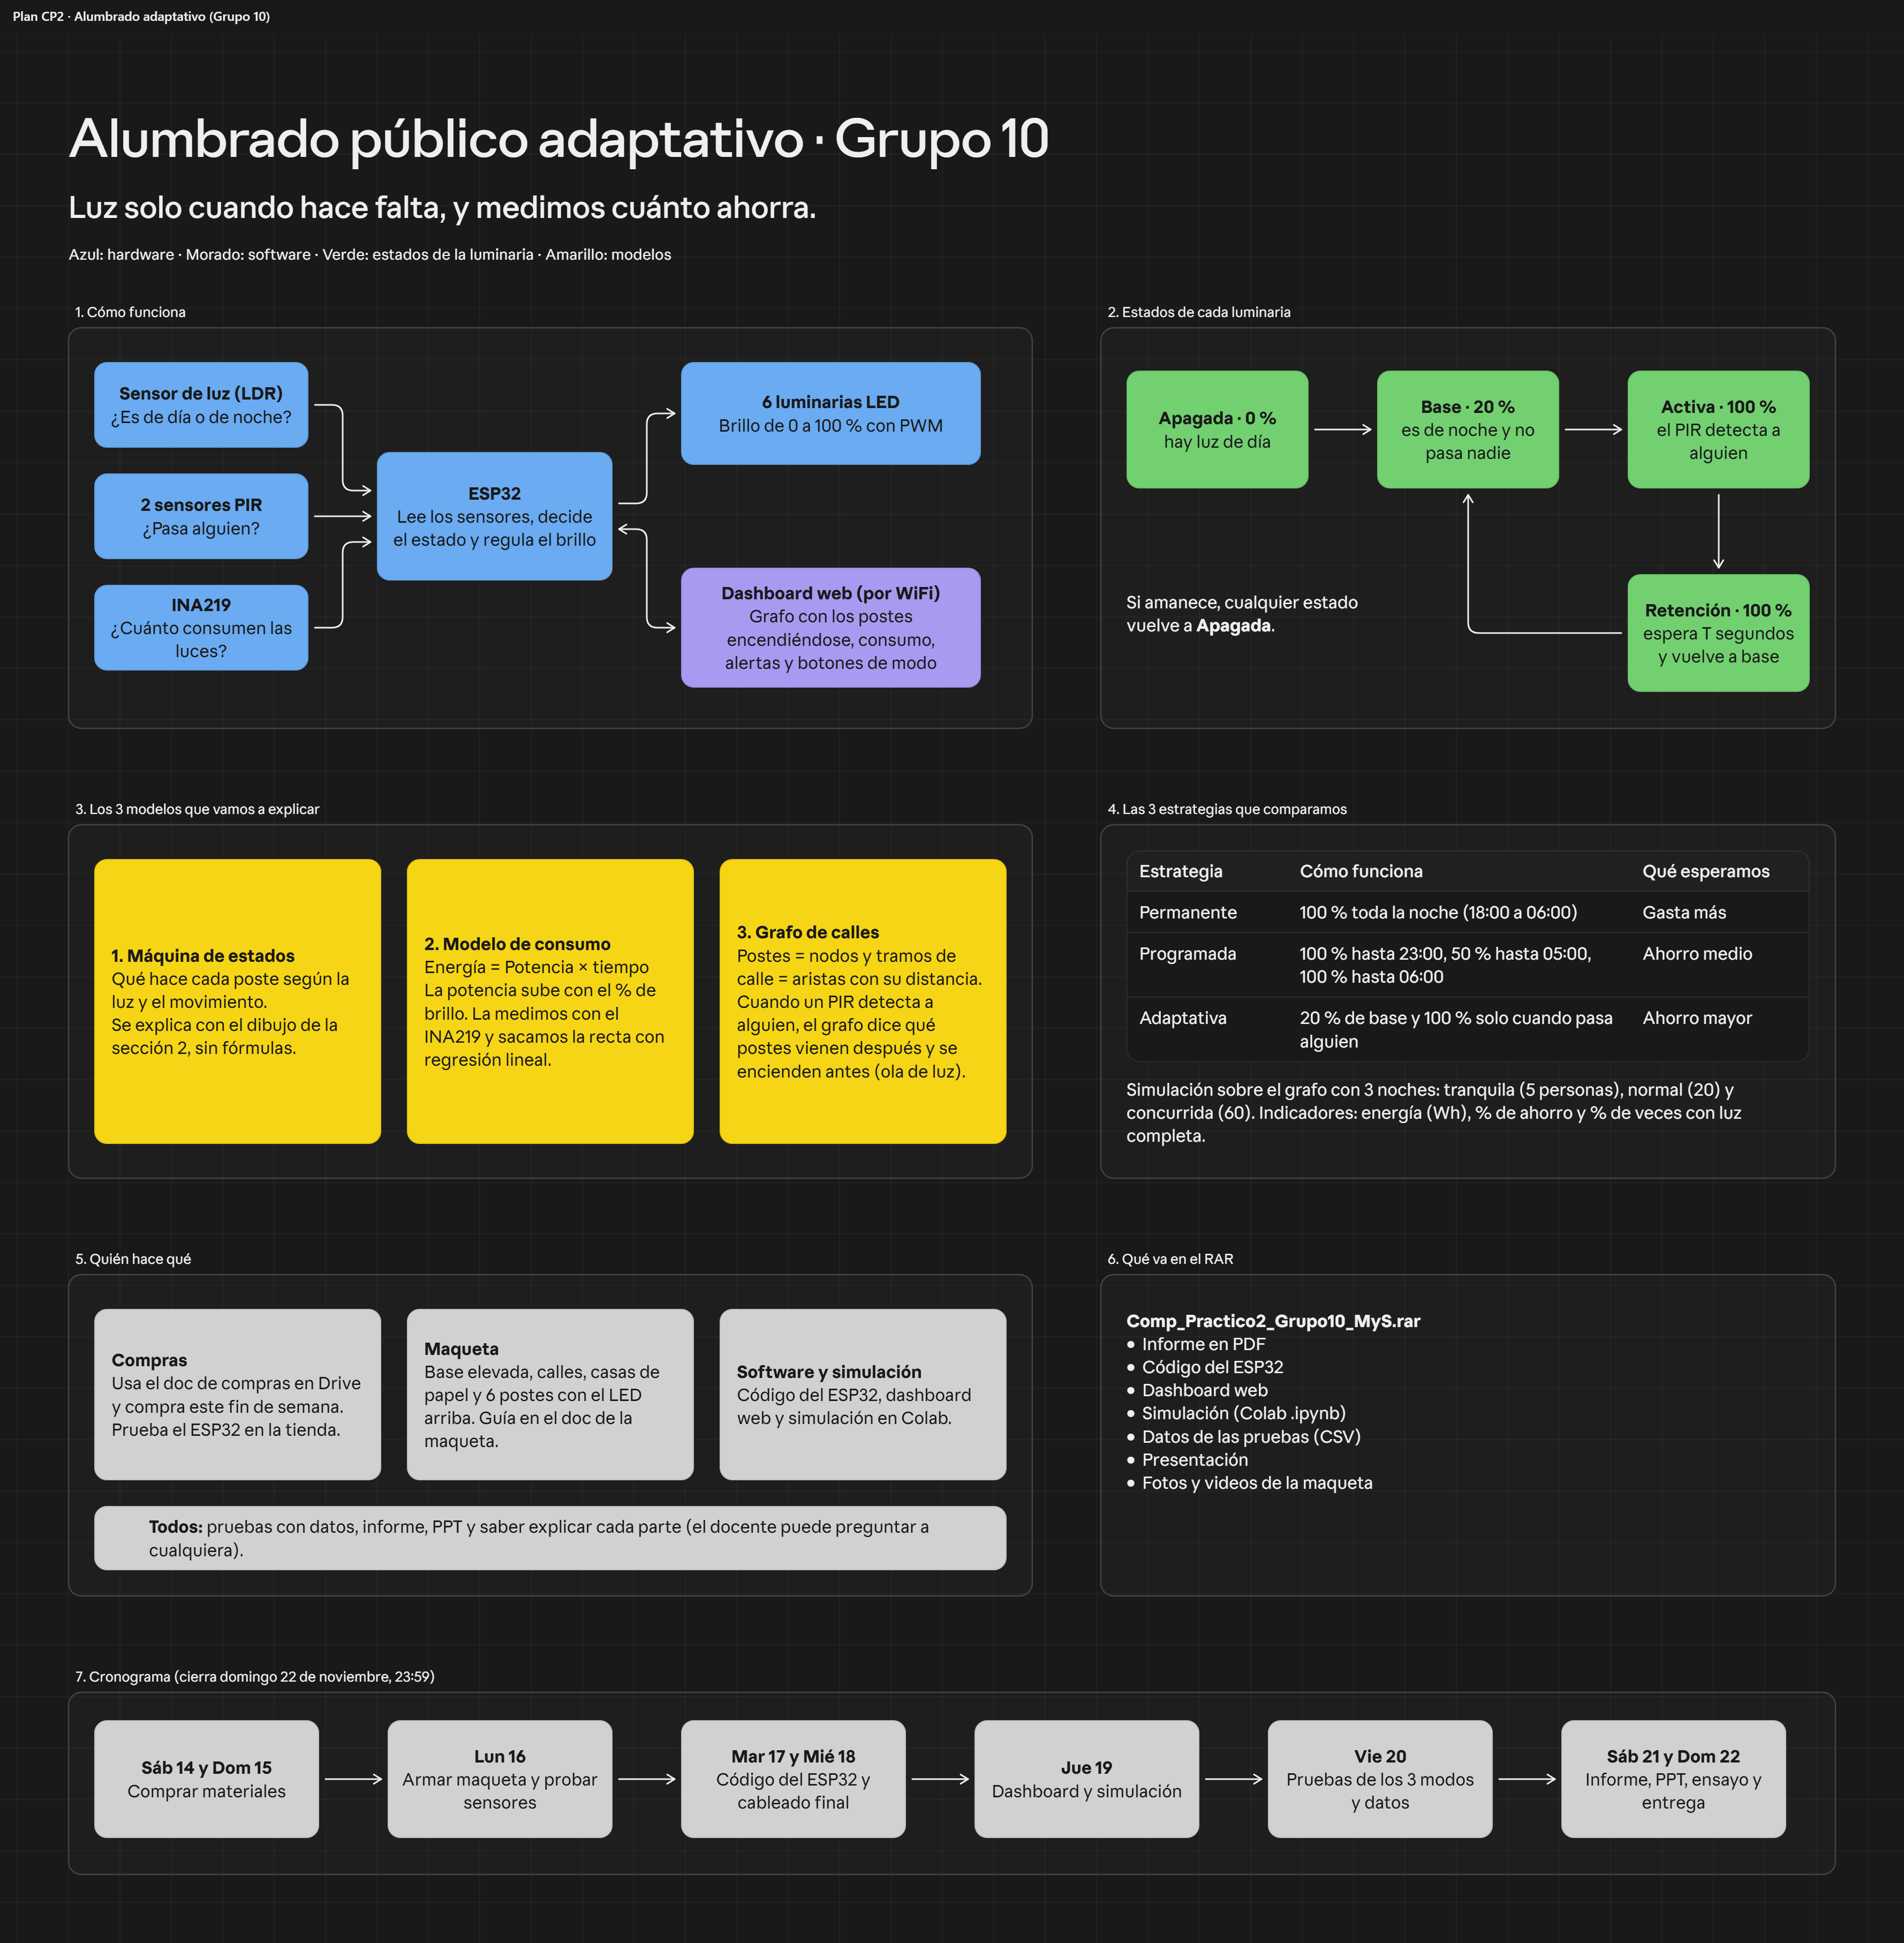 Plan CP2 · Alumbrado adaptativo (Grupo 10)
Alumbrado público adaptativo · Grupo 10
Luz solo cuando hace falta, y medimos cuánto ahorra.
Azul: hardware · Morado: software · Verde: estados de la luminaria · Amarillo: modelos
1. Cómo funciona
Sensor de luz (LDR)
¿Es de día o de noche?
2 sensores PIR
¿Pasa alguien?
INA219
¿Cuánto consumen las
luces?
ESP32
Lee los sensores, decide
el estado y regula el brillo
6 luminarias LED
Brillo de 0 a 100 % con PWM
Dashboard web (por WiFi)
Grafo con los postes
encendiéndose, consumo,
alertas y botones de modo
2. Estados de cada luminaria
Apagada · 0 %
hay luz de día
Base · 20 %
es de noche y no
pasa nadie
Activa · 100 %
el PIR detecta a
alguien
Retención · 100 %
espera T segundos
y vuelve a base
Si amanece, cualquier estado
vuelve a Apagada.
3. Los 3 modelos que vamos a explicar
1. Máquina de estados
Qué hace cada poste según la
luz y el movimiento.
Se explica con el dibujo de la
sección 2, sin fórmulas.
2. Modelo de consumo
Energía = Potencia × tiempo
La potencia sube con el % de
brillo. La medimos con el
INA219 y sacamos la recta con
regresión lineal.
3. Grafo de calles
Postes = nodos y tramos de
calle = aristas con su distancia.
Cuando un PIR detecta a
alguien, el grafo dice qué
postes vienen después y se
encienden antes (ola de luz).
4. Las 3 estrategias que comparamos
Estrategia Cómo funciona Qué esperamos
Permanente 100 % toda la noche (18:00 a 06:00) Gasta más
Programada 100 % hasta 23:00, 50 % hasta 05:00, Ahorro medio
100 % hasta 06:00
Adaptativa 20 % de base y 100 % solo cuando pasa Ahorro mayor
alguien
Simulación sobre el grafo con 3 noches: tranquila (5 personas), normal (20) y
concurrida (60). Indicadores: energía (Wh), % de ahorro y % de veces con luz
completa.
5. Quién hace qué
Compras
Usa el doc de compras en Drive
y compra este fin de semana.
Prueba el ESP32 en la tienda.
Maqueta
Base elevada, calles, casas de
papel y 6 postes con el LED
arriba. Guía en el doc de la
maqueta.
Software y simulación
Código del ESP32, dashboard
web y simulación en Colab.
Todos: pruebas con datos, informe, PPT y saber explicar cada parte (el docente puede preguntar a
cualquiera).
6. Qué va en el RAR
Comp_Practico2_Grupo10_MyS.rar
• Informe en PDF
• Código del ESP32
• Dashboard web
• Simulación (Colab .ipynb)
• Datos de las pruebas (CSV)
• Presentación
• Fotos y videos de la maqueta
7. Cronograma (cierra domingo 22 de noviembre, 23:59)
Sáb 14 y Dom 15
Comprar materiales
Lun 16
Armar maqueta y probar
sensores
Mar 17 y Mié 18
Código del ESP32 y
cableado final
Jue 19
Dashboard y simulación
Vie 20
Pruebas de los 3 modos
y datos
Sáb 21 y Dom 22
Informe, PPT, ensayo y
entrega